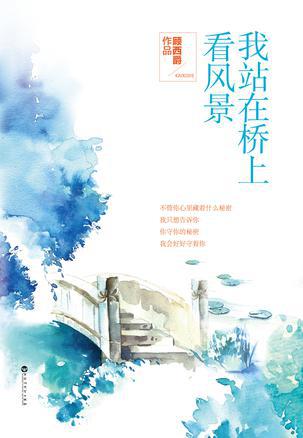 我站在桥上
看风景
顾西爵
作品
不管你心里藏着什么秘密
我只想告诉你
你守你的秘密
我会好好守着你